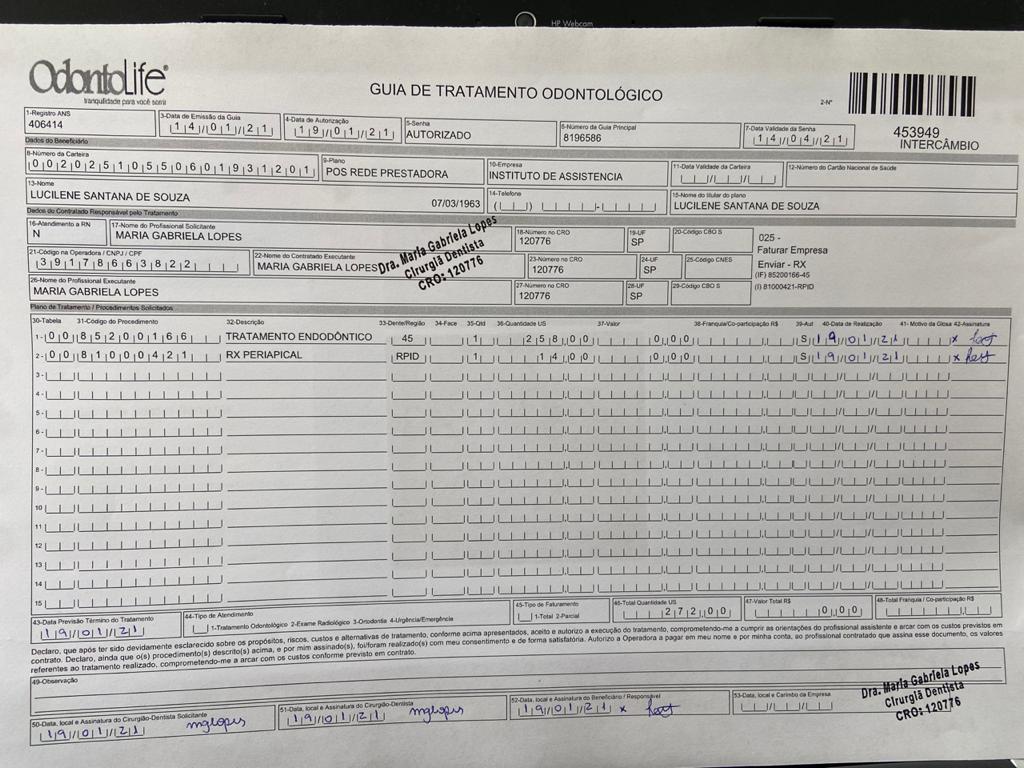 HP Webcam
OdontoLife®
tranquilidade para você sorrir
GUIA DE TRATAMENTO ODONTOLÓGICO
2-Nº
453949
INTERCÂMBIO
1-Registro ANS
406414
3-Data de Emissão da Guia
14/01/21
4-Data de Autorização
19/01/21
5-Senha
AUTORIZADO
6-Número da Guia Principal
8196586
7-Data Validade da Senha
14/04/21
Dados do Beneficiário
8-Número da Carteira
00202510550601931201
9-Plano
POS REDE PRESTADORA
10-Empresa
INSTITUTO DE ASSISTENCIA
11-Data Validade da Carteira
12-Número do Cartão Nacional de Saúde
13-Nome
LUCILENE SANTANA DE SOUZA
07/03/1963
14-Telefone
15-Nome do titular do plano
LUCILENE SANTANA DE SOUZA
Dados do Contratado Responsável pelo Tratamento
16-Atendimento a RN
N
17-Nome do Profissional Solicitante
MARIA GABRIELA LOPES
18-Número no CRO
120776
19-UF
SP
20-Código CBO S
025 -
Faturar Empresa
Enviar - RX
(IF) 85200166-45
(I) 81000421-RPID
21-Código na Operadora / CNPJ / CPF
39178663822
22-Nome do Contratado Executante
MARIA GABRIELA LOPES
23-Número no CRO
120776
24-UF
SP
25-Código CNES
Dra. Maria Gabriela Lopes
Cirurgiã Dentista
CRO: 120776
26-Nome do Profissional Executante
MARIA GABRIELA LOPES
27-Número no CRO
120776
28-UF
SP
29-Código CBO S
Plano de Tratamento / Procedimentos Solicitados
30-Tabela 31-Código do Procedimento 32-Descrição 33-Dente/Região 34-Face 35-Qtd 36-Quantidade US 37-Valor 38-Franquia/Co-participação R$ 39-Aut 40-Data de Realização 41- Motivo da Glosa 42-Assinatura
1- 00 85200166 TRATAMENTO ENDODÔNTICO 45 1 258,00 0,00 S 19/01/21 x
2- 00 81000421 RX PERIAPICAL RPID 1 14,00 0,00 S 19/01/21 x
3-
4-
5-
6-
7-
8-
9-
10
11
12
13
14
15
43-Data Previsão Término do Tratamento
19/01/21
44-Tipo de Atendimento
1-Tratamento Odontológico 2-Exame Radiológico 3-Ortodontia 4-Urgência/Emergência
45-Tipo de Faturamento
1-Total 2-Parcial
46-Total Quantidade US
272,00
47-Valor Total R$
0,00
48-Total Franquia / Co-participação R$
Declaro, que após ter sido devidamente esclarecido sobre os propósitos, riscos, custos e alternativas de tratamento, conforme acima apresentados, aceito e autorizo a execução do tratamento, comprometendo-me a cumprir as orientações do profissional assistente e arcar com os custos previstos em
contrato. Declaro, ainda que o(s) procedimento(s) descrito(s) acima, e por mim assinado(s), foi/foram realizado(s) com meu consentimento e de forma satisfatória. Autorizo a Operadora a pagar em meu nome e por minha conta, ao profissional contratado que assina esse documento, os valores
referentes ao tratamento realizado, comprometendo-me a arcar com os custos conforme previsto em contrato.
49-Observação
50-Data, local e Assinatura do Cirurgião-Dentista Solicitante
19/01/21 mglopes
51-Data, local e Assinatura do Cirurgião-Dentista
19/01/21 mglopes
52-Data, local e Assinatura do Beneficiário / Responsável
19/01/21 x
53-Data, local e Carimbo da Empresa
Dra. Maria Gabriela Lopes
Cirurgiã Dentista
CRO: 120776